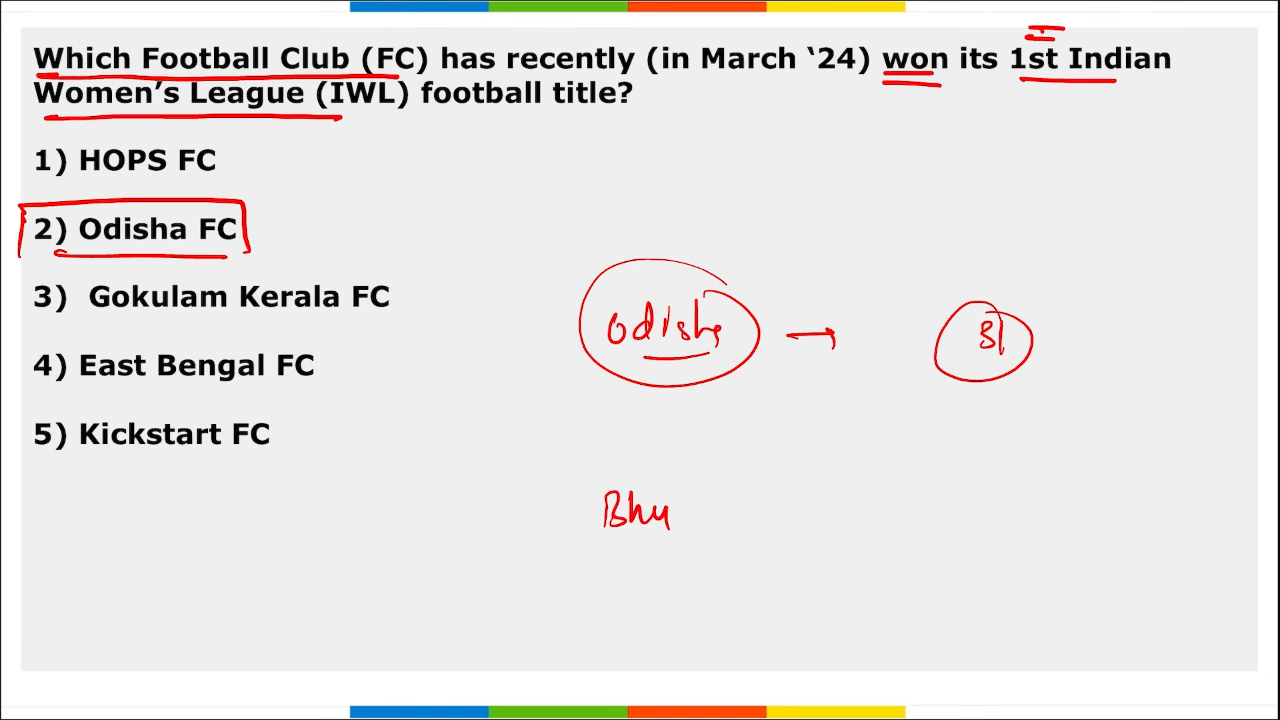 Which Football Club (FC) has recently (in March ‘24) won its 1st Indian
Women’s League (IWL) football title?
1) HOPS FC
2) Odisha FC
3) Gokulam Kerala FC
4) East Bengal FC
5) Kickstart FC
Odisha
Bhu